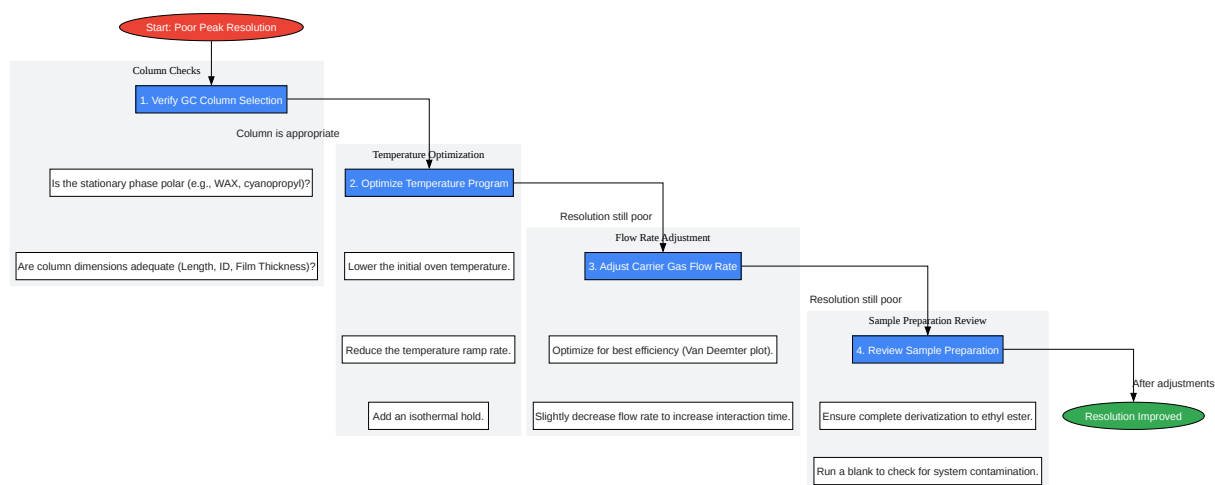 Start: Poor Peak Resolution
Column Checks
1. Verify GC Column Selection
Column is appropriate
Is the stationary phase polar (e.g., WAX, cyanopropyl)?
Are column dimensions adequate (Length, ID, Film Thickness)?
Temperature Optimization
2. Optimize Temperature Program
Resolution still poor
Lower the initial oven temperature.
Reduce the temperature ramp rate.
Add an isothermal hold.
Flow Rate Adjustment
3. Adjust Carrier Gas Flow Rate
Resolution still poor
Optimize for best efficiency (Van Deemter plot).
Slightly decrease flow rate to increase interaction time.
Sample Preparation Review
4. Review Sample Preparation
After adjustments
Ensure complete derivatization to ethyl ester.
Run a blank to check for system contamination.
Resolution Improved